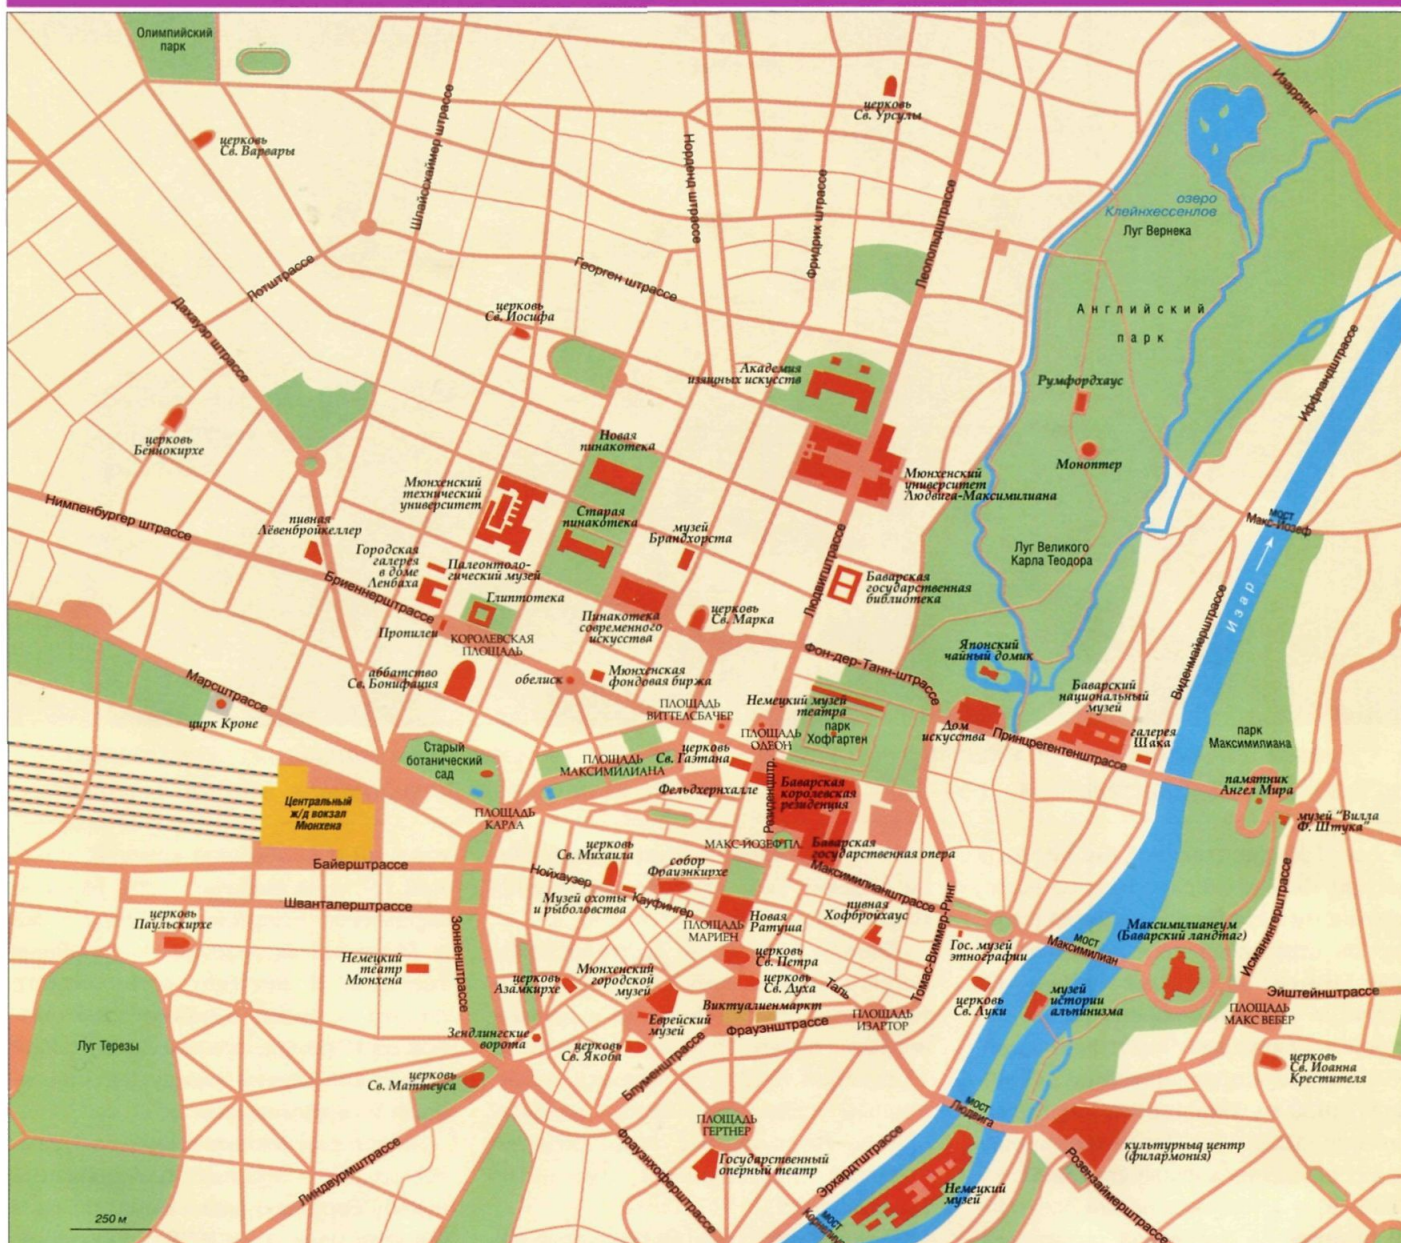 Олимпийский
парк
церковь
Св. Варвары
Шлайссхаймер штрассе
церковь
Св. Урсулы
Изарринг
Норденд штрассе
Фридрих штрассе
Леопольдштрассе
озеро
Клейнхессенлов
Луг Вернека
Лотштрассе
Георген штрассе
Дахауэр штрассе
церковь
Св. Иосифа
Английский
парк
Академия
изящных искусств
Румфордхаус
Иффландштрассе
церковь
Беннокирхе
Новая
пинакотека
Моноптер
Мюнхенский
технический
университет
Мюнхенский
университет
Людвига-Максимилиана
Нимпенбургер штрассе
пивная
Лёвенбройкеллер
Старая
пинакотека
музей
Брандхорста
мост
Макс-Йозеф
Городская
галерея
в доме
Ленбаха
Палеонтоло-
гический музей
Луг Великого
Карла Теодора
Людвигштрассе
Баварская
государственная
библиотека
Изар
Бриеннерштрассе
Глиптотека
Пинакотека
современного
искусства
церковь
Св. Марка
Пропилеи
КОРОЛЕВСКАЯ
ПЛОЩАДЬ
Фон-дер-Танн-штрассе
Японский
чайный домик
Виденмайерштрассе
аббатство
Св. Бонифация
обелиск
Мюнхенская
фондовая биржа
Марсштрассе
цирк Кроне
ПЛОЩАДЬ
ВИТТЕЛСБАЧЕР
Немецкий музей
театра
парк
Хофгартен
Баварский
национальный
музей
Дом
искусства
Принцрегентенштрассе
галерея
Шака
парк
Максимилиана
ПЛОЩАДЬ
ОДЕОН
Старый
ботанический
сад
ПЛОЩАДЬ
МАКСИМИЛИАНА
церковь
Св. Гаэтана
Фельдхернхалле
Резиденцштр.
Баварская
королевская
резиденция
памятник
Ангел Мира
музей "Вилла
Ф. Штука"
Центральный
ж/д вокзал
Мюнхена
ПЛОЩАДЬ
КАРЛА
МАКС-ЙОЗЕФ ПЛ.
Баварская
государственная опера
Байерштрассе
церковь
Св. Михаила
собор
Фрауэнкирхе
Нойхаузер
Кауфингер
Музей охоты
и рыболовства
Максимилианштрассе
Шванталерштрассе
церковь
Паульскирхе
ПЛОЩАДЬ
МАРИЕН
Новая
Ратуша
пивная
Хофбройхаус
Томас-Виммер-Ринг
Гос. музей
этнографии
мост
Максимилиан
Максимилианеум
(Баварский ландтаг)
Исманингерштрассе
Зонненштрассе
Немецкий
театр
Мюнхена
церковь
Азамкирхе
Мюнхенский
городской
музей
церковь
Св. Петра
церковь
Св. Духа
Таль
Виктуалиенмаркт
Еврейский
музей
Фрауэнштрассе
ПЛОЩАДЬ
ИЗАРТОР
церковь
Св. Луки
музей
истории
альпинизма
Эйштейнштрассе
ПЛОЩАДЬ
МАКС ВЕБЕР
Луг Терезы
Зендлингские
ворота
церковь
Св. Якоба
церковь
Св. Маттеуса
Блуменштрассе
церковь
Св. Иоанна
Крестителя
мост
Людвига
ПЛОЩАДЬ
ГЕРТНЕР
Государственный
оперный театр
Линдвурмштрассе
Фраунхоферштрассе
Эрхардтштрассе
культурныа центр
(филармония)
Розенхаймерштрассе
Немецкий
музей
мост
250 м